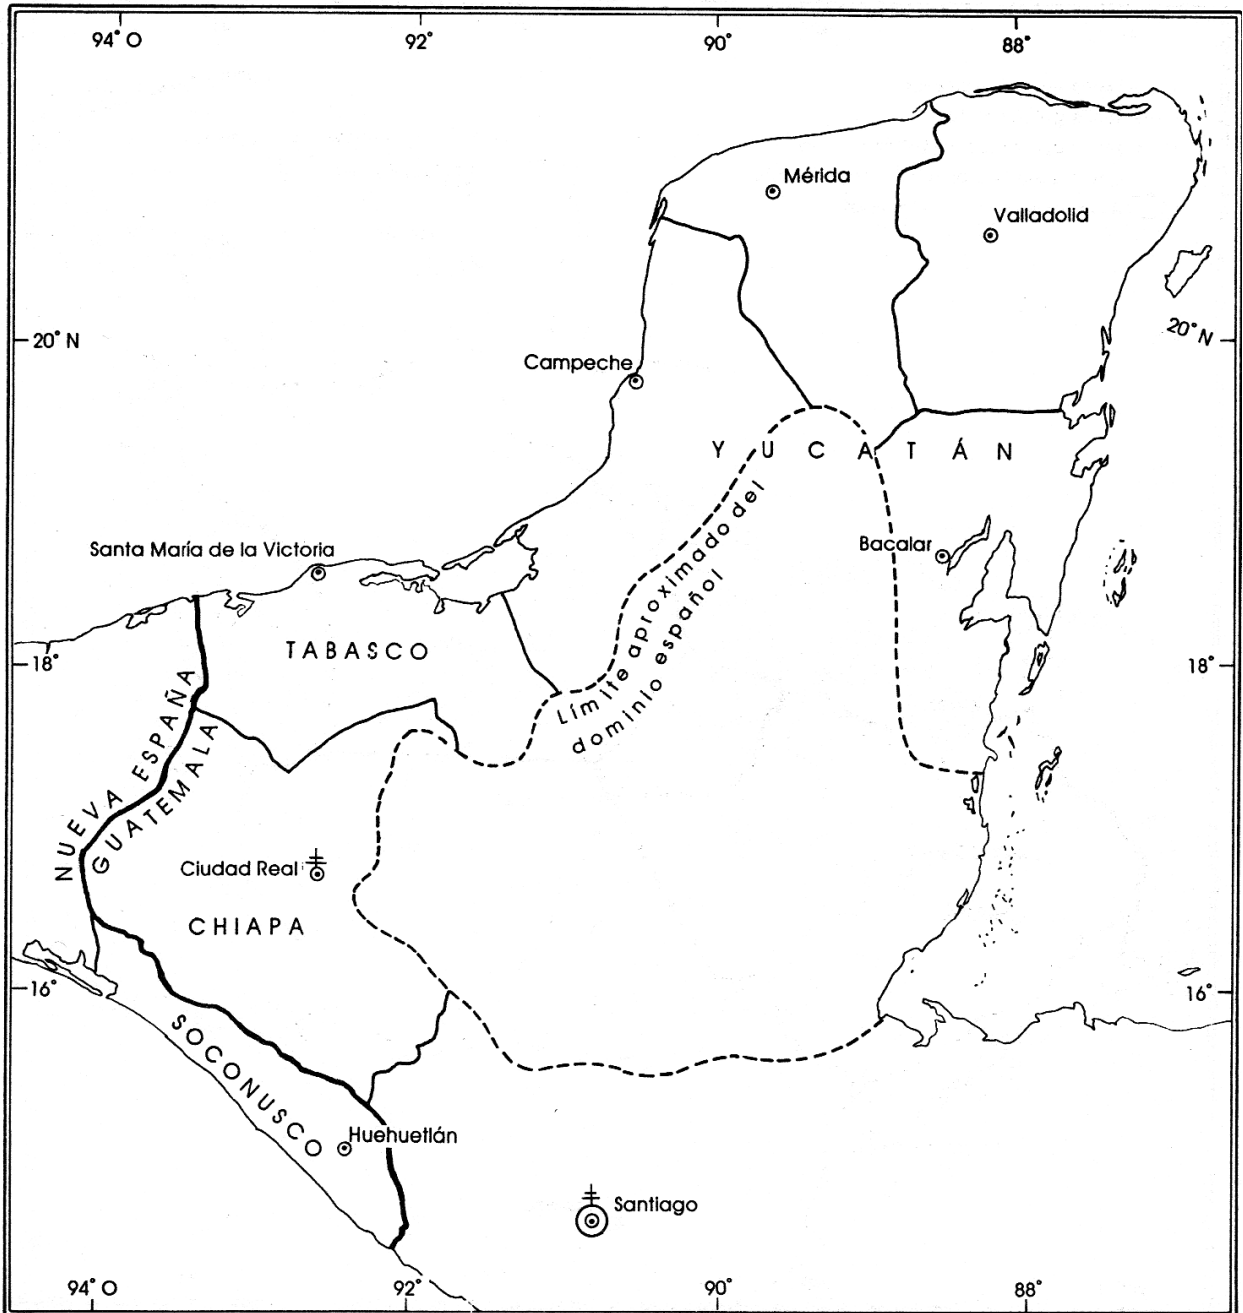 94° O
92°
90°
88°
Mérida
Valladolid
20° N
20° N
Campeche
Y U C A T Á N
Santa María de la Victoria
Bacalar
Límite aproximado del
dominio español
TABASCO
18°
18°
NUEVA ESPAÑA
GUATEMALA
Ciudad Real
CHIAPA
16°
16°
SOCONUSCO
Huehuetlán
Santiago
94° O
92°
90°
88°